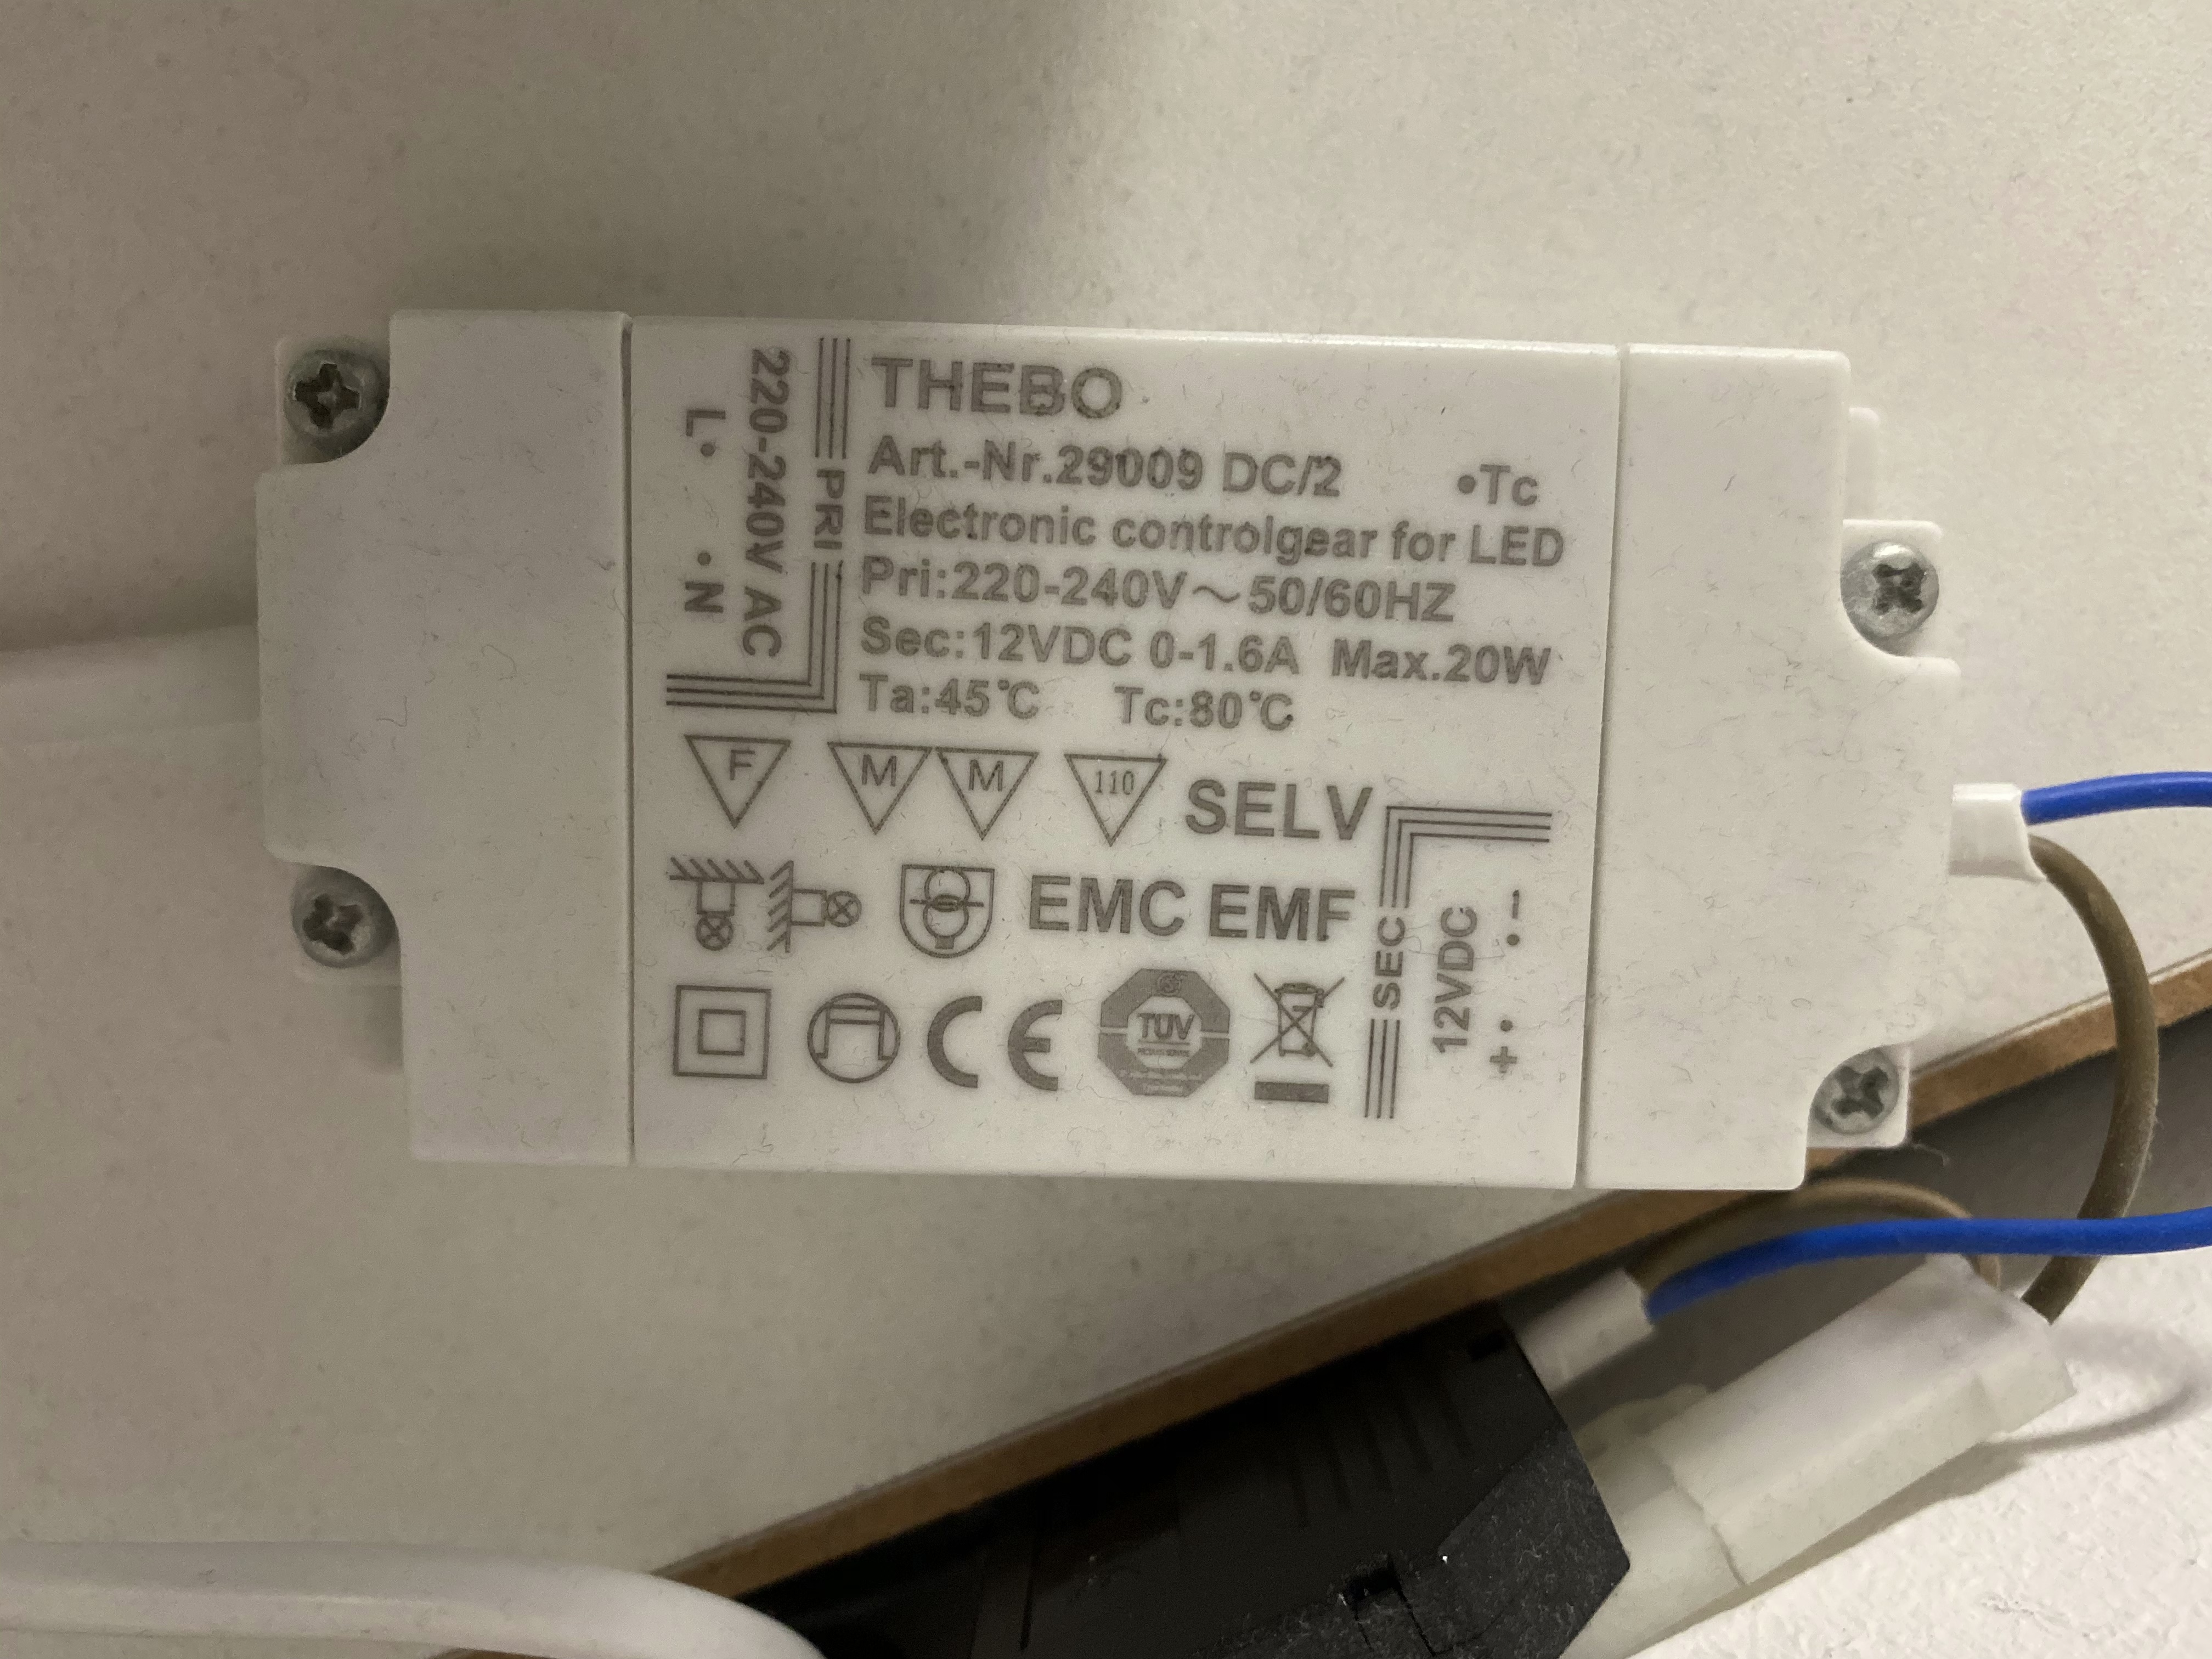 THEBO
Art.-Nr.29009 DC/2
•Tc
Electronic controlgear for LED
Pri:220-240V~50/60HZ
Sec:12VDC 0-1.6A Max.20W
Ta:45℃ Tc:80℃
PRI
220-240V AC
L• •N
F
M
M
110
SELV
EMC EMF
CE
TÜV
SEC
12VDC
+• •−